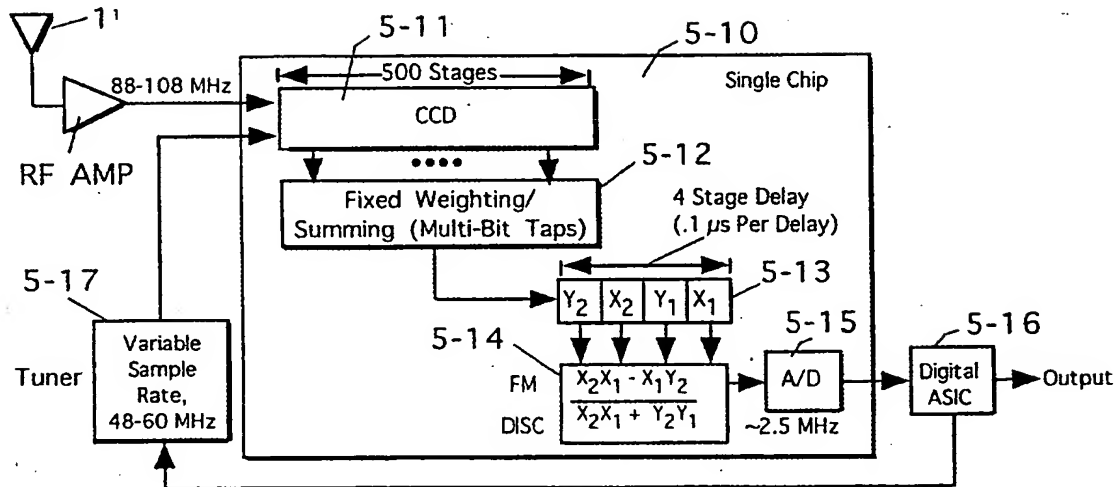 1'
5-11
5-10
500 Stages
Single Chip
88-108 MHz
CCD
RF AMP
5-12
Fixed Weighting/
Summing (Multi-Bit Taps)
4 Stage Delay
(.1 µs Per Delay)
5-17
5-13
Y2 X2 Y1 X1
5-14
5-15
5-16
Tuner
Variable
Sample
Rate,
48-60 MHz
FM
DISC
X2X1 - X1Y2
X2X1 + Y2Y1
A/D
~2.5 MHz
Digital
ASIC
Output